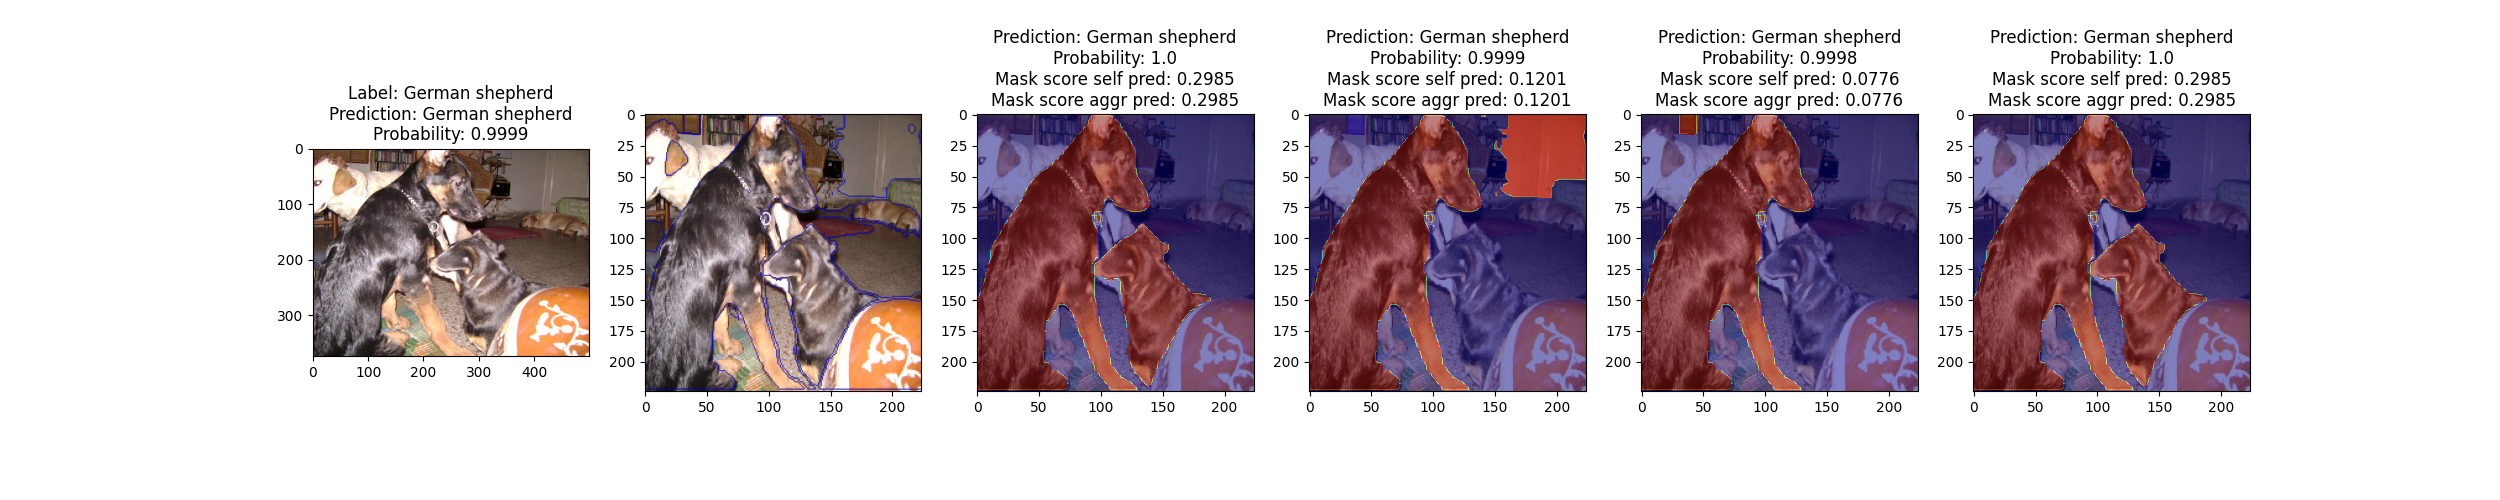 Label: German shepherd
Prediction: German shepherd
Probability: 0.9999
0
100
200
300
0 100 200 300 400
0
25
50
75
100
125
150
175
200
0 50 100 150 200
Prediction: German shepherd
Probability: 1.0
Mask score self pred: 0.2985
Mask score aggr pred: 0.2985
0
25
50
75
100
125
150
175
200
0 50 100 150 200
Prediction: German shepherd
Probability: 0.9999
Mask score self pred: 0.1201
Mask score aggr pred: 0.1201
0
25
50
75
100
125
150
175
200
0 50 100 150 200
Prediction: German shepherd
Probability: 0.9998
Mask score self pred: 0.0776
Mask score aggr pred: 0.0776
0
25
50
75
100
125
150
175
200
0 50 100 150 200
Prediction: German shepherd
Probability: 1.0
Mask score self pred: 0.2985
Mask score aggr pred: 0.2985
0
25
50
75
100
125
150
175
200
0 50 100 150 200